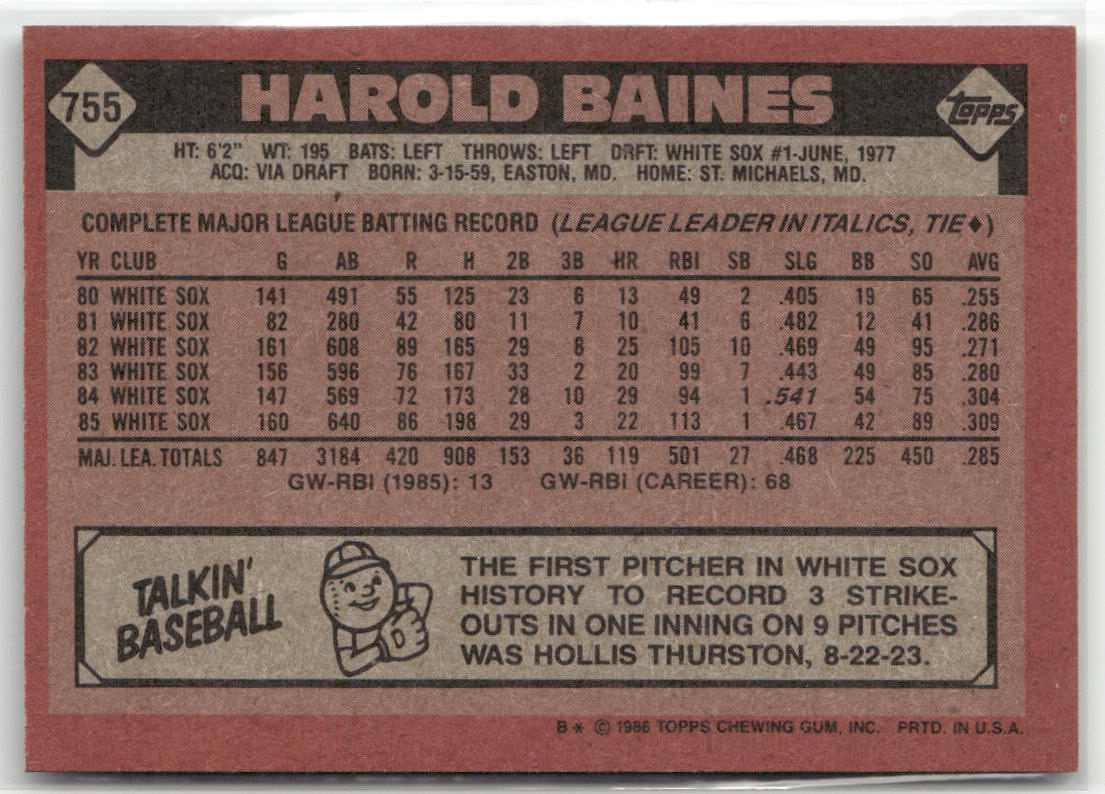 755 HAROLD BAINES TOPPS
HT: 6'2" WT: 195 BATS: LEFT THROWS: LEFT DRFT: WHITE SOX #1-JUNE, 1977
ACQ: VIA DRAFT BORN: 3-15-59, EASTON, MD. HOME: ST. MICHAELS, MD.
COMPLETE MAJOR LEAGUE BATTING RECORD (LEAGUE LEADER IN ITALICS, TIE♦)
YR CLUB G AB R H 2B 3B HR RBI SB SLG BB SO AVG
80 WHITE SOX 141 491 55 125 23 6 13 49 2 .405 19 65 .255
81 WHITE SOX 82 280 42 80 11 7 10 41 6 .482 12 41 .286
82 WHITE SOX 161 608 89 165 29 8 25 105 10 .469 49 95 .271
83 WHITE SOX 156 596 76 167 33 2 20 99 7 .443 49 85 .280
84 WHITE SOX 147 569 72 173 28 10 29 94 1 .541 54 75 .304
85 WHITE SOX 160 640 86 198 29 3 22 113 1 .467 42 89 .309
MAJ. LEA. TOTALS 847 3184 420 908 153 36 119 501 27 .468 225 450 .285
GW-RBI (1985): 13 GW-RBI (CAREER): 68
TALKIN'
BASEBALL
THE FIRST PITCHER IN WHITE SOX
HISTORY TO RECORD 3 STRIKE-
OUTS IN ONE INNING ON 9 PITCHES
WAS HOLLIS THURSTON, 8-22-23.
B* © 1986 TOPPS CHEWING GUM, INC. PRTD. IN U.S.A.